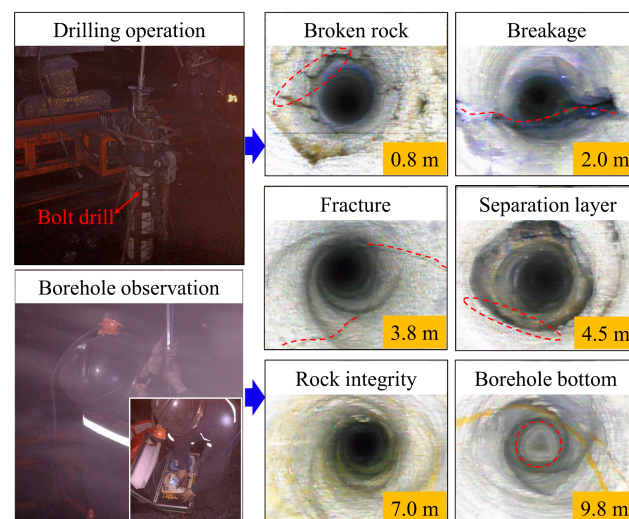 Drilling operation
Bolt drill
Borehole observation
Broken rock
0.8 m
Breakage
2.0 m
Fracture
3.8 m
Separation layer
4.5 m
Rock integrity
7.0 m
Borehole bottom
9.8 m